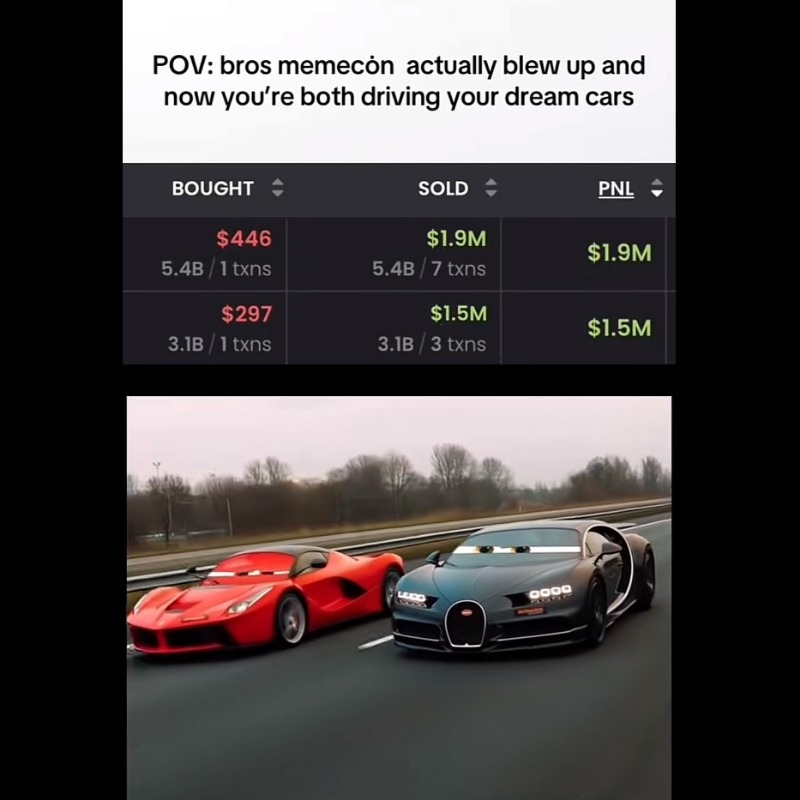 POV: bros memecȯn actually blew up and
now you're both driving your dream cars
BOUGHT SOLD PNL
$446 $1.9M $1.9M
5.4B / 1 txns 5.4B / 7 txns
$297 $1.5M $1.5M
3.1B / 1 txns 3.1B / 3 txns